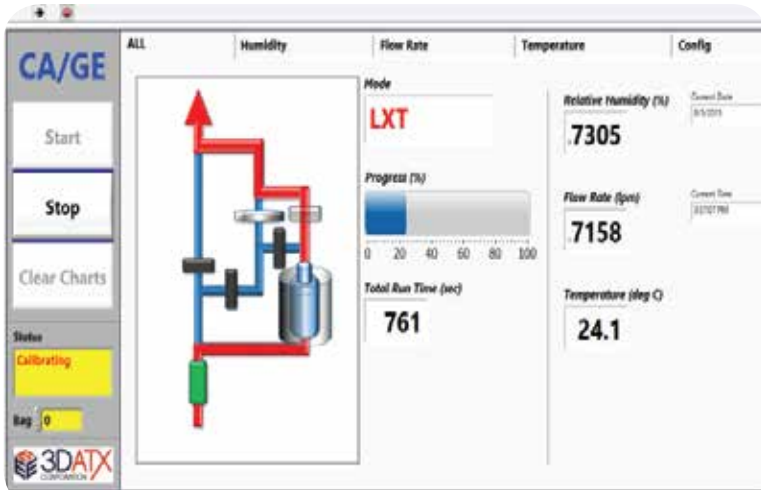 ALL
Humidity
Flow Rate
Temperature
Config
CA/GE
Start
Stop
Clear Charts
Status
Calibrating
Bag 0
3DATX
CORPORATION
Mode
LXT
Progress (%)
0 20 40 60 80 100
Total Run Time (sec)
761
Relative Humidity (%)
.7305
Flow Rate (lpm)
.7158
Temperature (deg C)
24.1
Current Date
Current Time